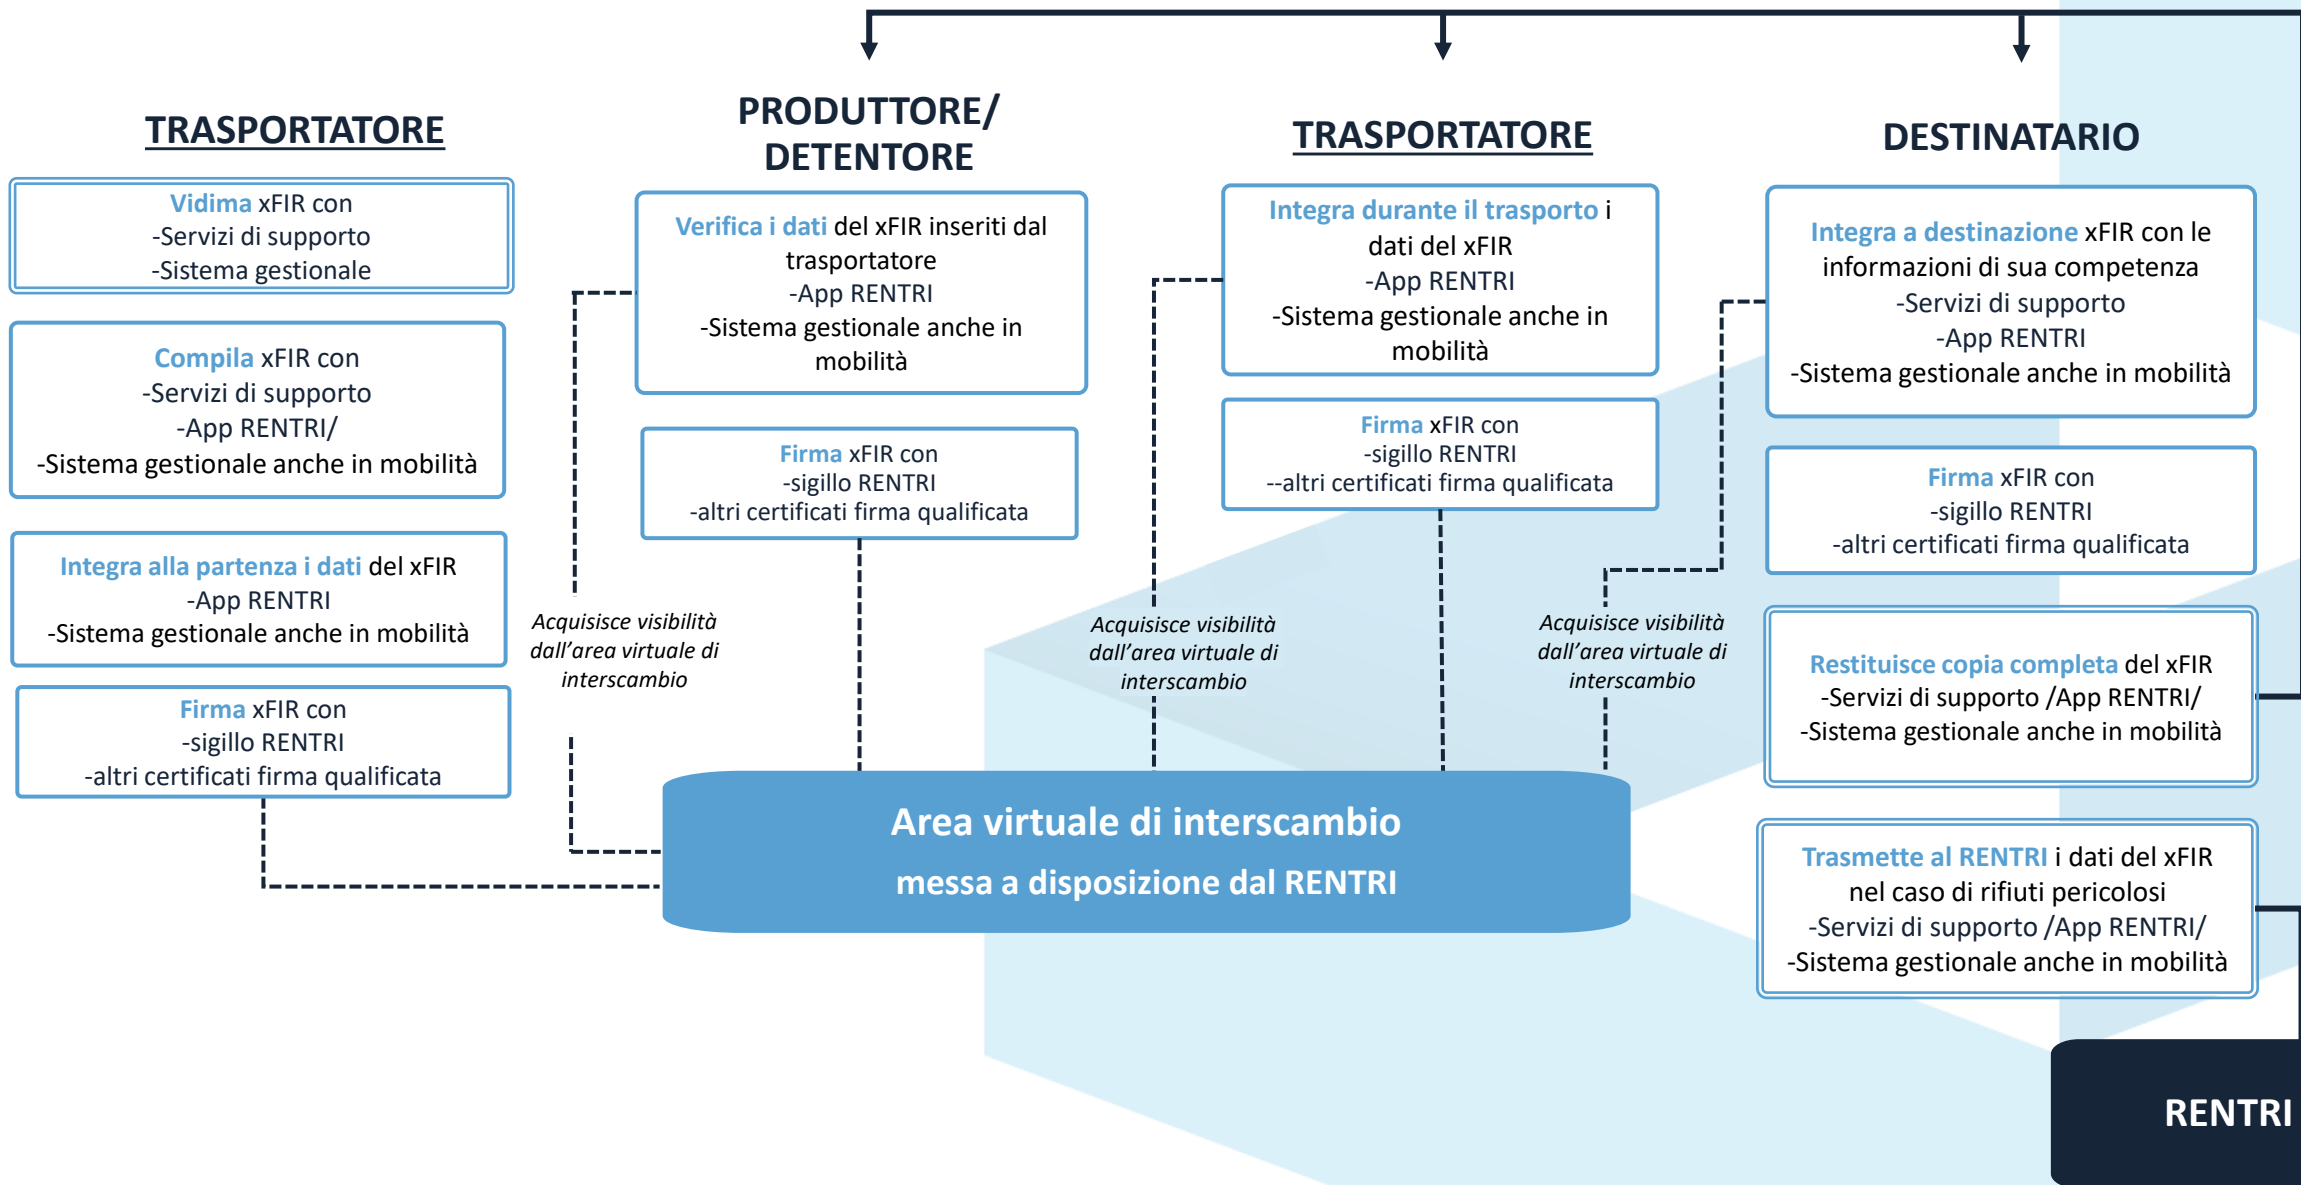 TRASPORTATORE
Vidima xFIR con
-Servizi di supporto
-Sistema gestionale
Compila xFIR con
-Servizi di supporto
-App RENTRI/
-Sistema gestionale anche in mobilità
Integra alla partenza i dati del xFIR
-App RENTRI
-Sistema gestionale anche in mobilità
Firma xFIR con
-sigillo RENTRI
-altri certificati firma qualificata
PRODUTTORE/
DETENTORE
Verifica i dati del xFIR inseriti dal
trasportatore
-App RENTRI
-Sistema gestionale anche in
mobilità
Firma xFIR con
-sigillo RENTRI
-altri certificati firma qualificata
Acquisisce visibilità
dall'area virtuale di
interscambio
TRASPORTATORE
Integra durante il trasporto i
dati del xFIR
-App RENTRI
-Sistema gestionale anche in
mobilità
Firma xFIR con
-sigillo RENTRI
--altri certificati firma qualificata
Acquisisce visibilità
dall'area virtuale di
interscambio
DESTINATARIO
Integra a destinazione xFIR con le
informazioni di sua competenza
-Servizi di supporto
-App RENTRI
-Sistema gestionale anche in mobilità
Firma xFIR con
-sigillo RENTRI
-altri certificati firma qualificata
Acquisisce visibilità
dall'area virtuale di
interscambio
Restituisce copia completa del xFIR
-Servizi di supporto /App RENTRI/
-Sistema gestionale anche in mobilità
Trasmette al RENTRI i dati del xFIR
nel caso di rifiuti pericolosi
-Servizi di supporto /App RENTRI/
-Sistema gestionale anche in mobilità
Area virtuale di interscambio
messa a disposizione dal RENTRI
RENTRI